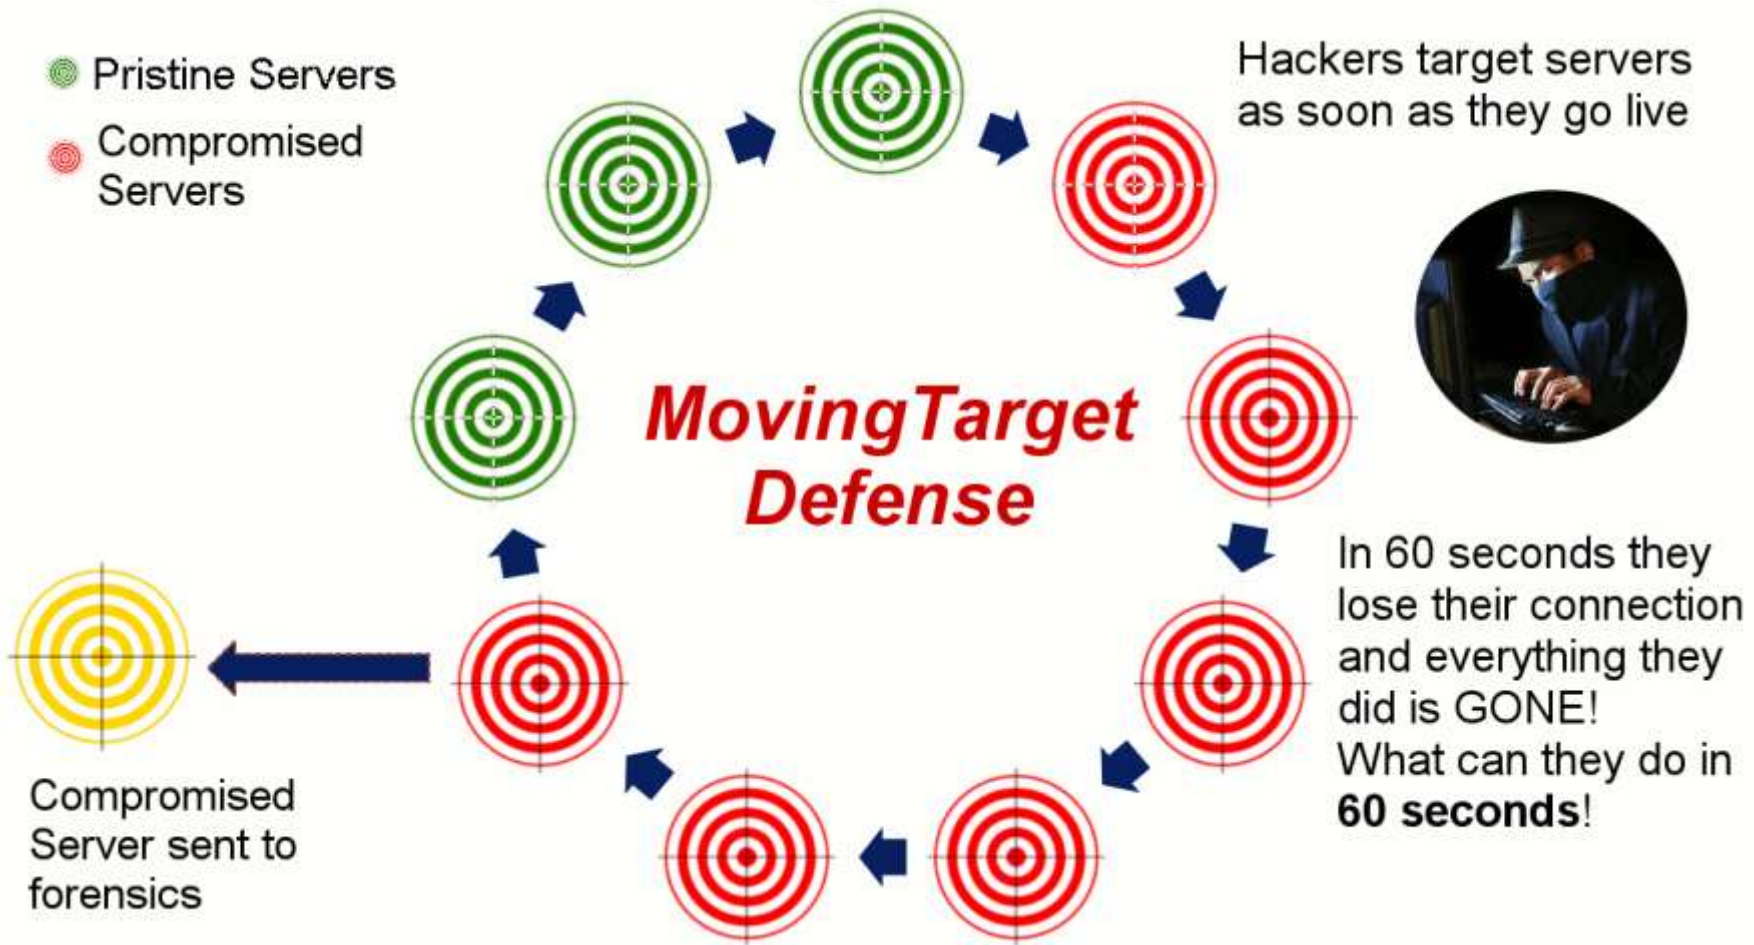 Pristine Servers
Compromised
Servers
Hackers target servers
as soon as they go live
MovingTarget
Defense
In 60 seconds they
lose their connection
and everything they
did is GONE!
What can they do in
60 seconds!
Compromised
Server sent to
forensics